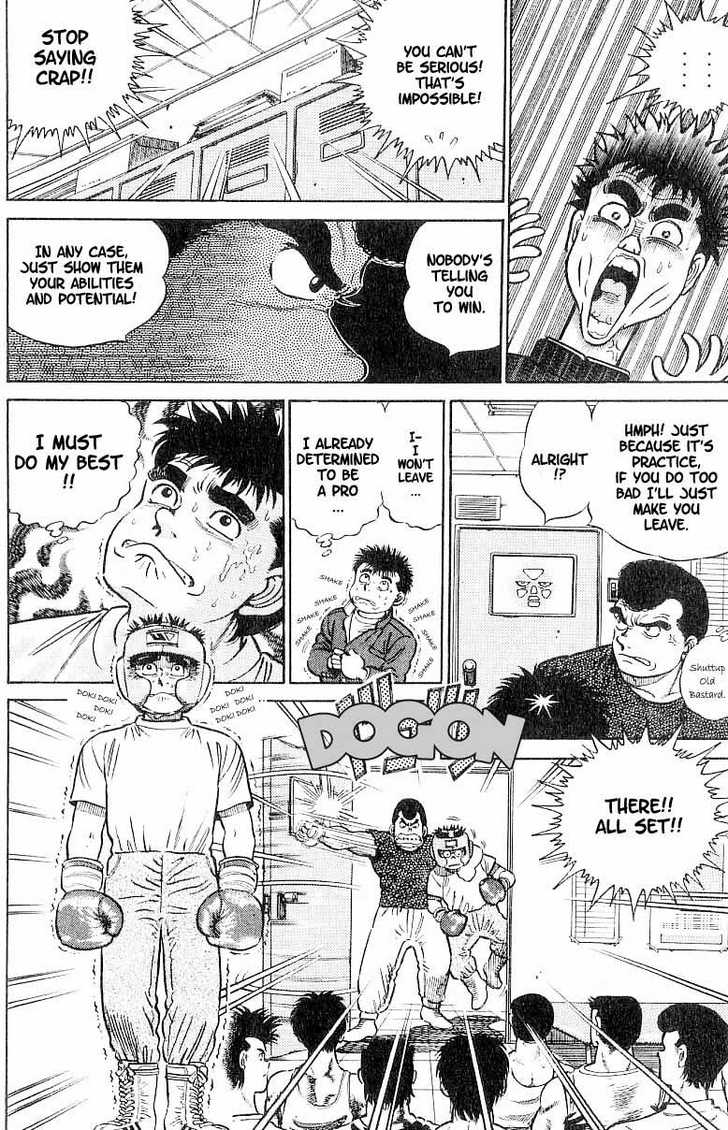 . . . . . .
YOU CAN'T
BE SERIOUS!
THAT'S
IMPOSSIBLE!
STOP
SAYING
CRAP!!
NOBODY'S
TELLING
YOU
TO WIN.
IN ANY CASE,
JUST SHOW THEM
YOUR ABILITIES
AND POTENTIAL!
HMPH! JUST
BECAUSE IT'S
PRACTICE,
IF YOU DO TOO
BAD I'LL JUST
MAKE YOU
LEAVE.
ALRIGHT
!?
Shuttup
Old
Bastard.
I-
I
WON'T
LEAVE
...
I ALREADY
DETERMINED
TO BE
A PRO
...
SHAKE
SHAKE
SHAKE
SHAKE
SHAKE
SHAKE
SHAKE
I MUST
DO MY BEST
!!
THERE!!
ALL SET!!
DOGON
DOKI DOKI
DOKI
DOKI
DOKI
DOKI DOKI
DOKI DOKI